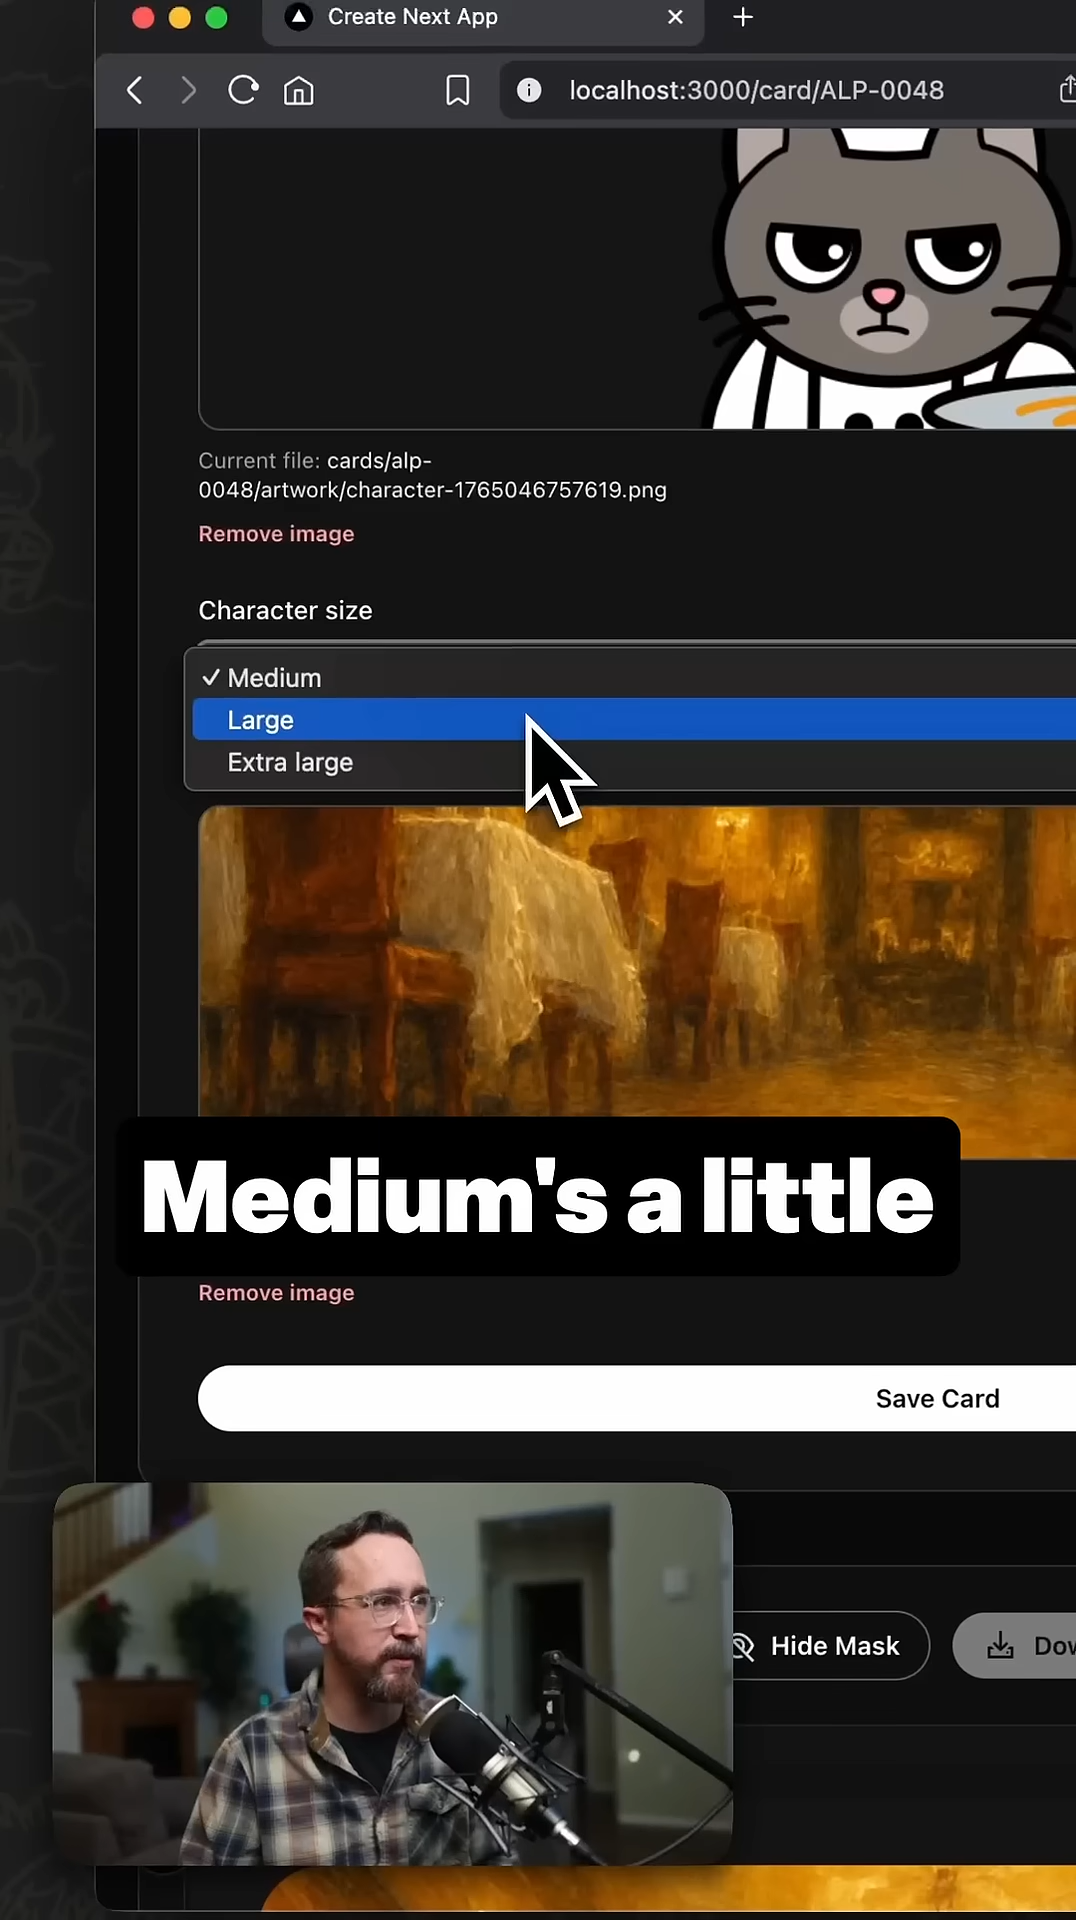 Create Next App
localhost:3000/card/ALP-0048
Current file: cards/alp-
0048/artwork/character-1765046757619.png
Remove image
Character size
✓ Medium
Large
Extra large
Medium's a little
Remove image
Save Card
Hide Mask
Dow